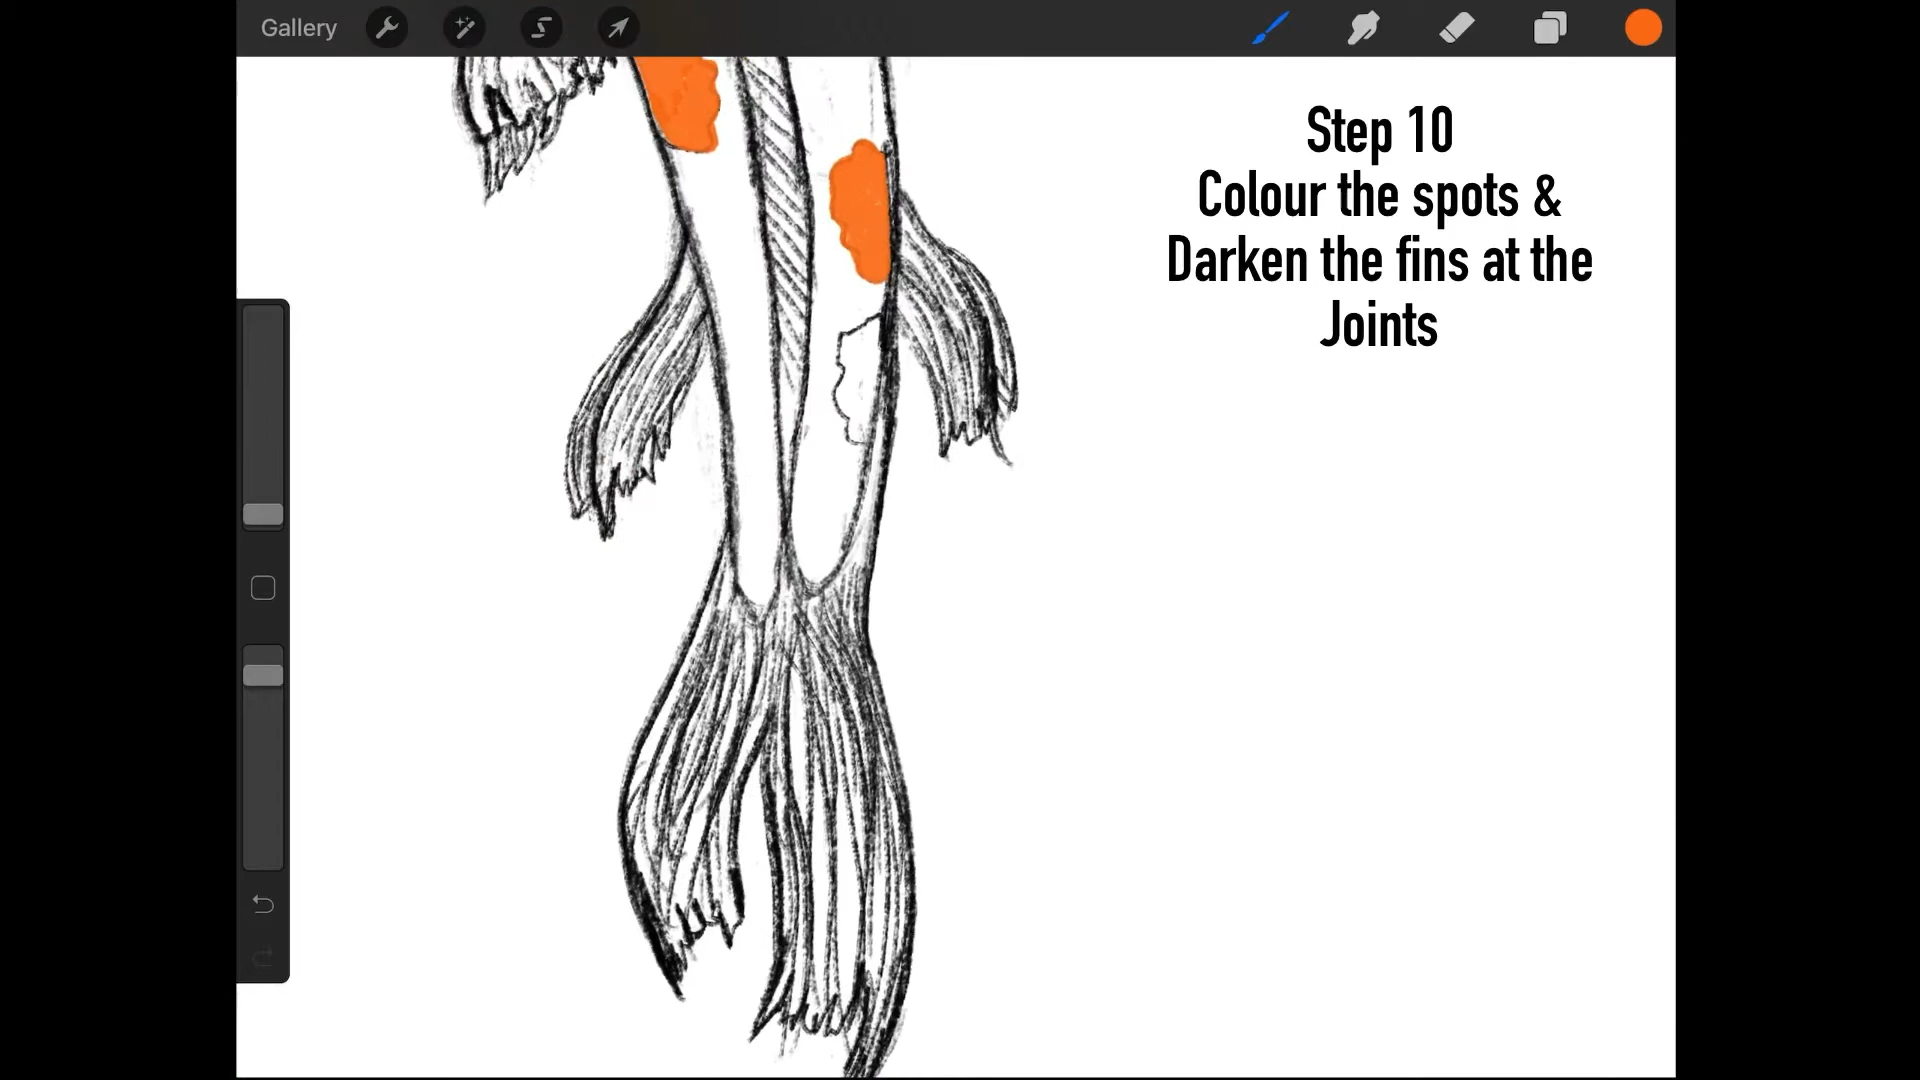 Gallery
Step 10
Colour the spots &
Darken the fins at the
Joints